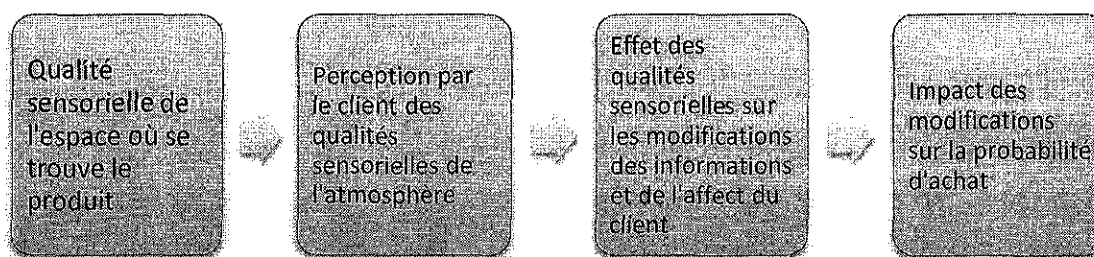 Qualité
sensorielle de
l'espace où se
trouve le
produit
Perception par
le client des
qualités
sensorielles de
l'atmosphère
Effet des
qualités
sensorielles sur
les modifications
des informations
et de l'affect du
client
Impact des
modifications
sur la probabilité
d'achat